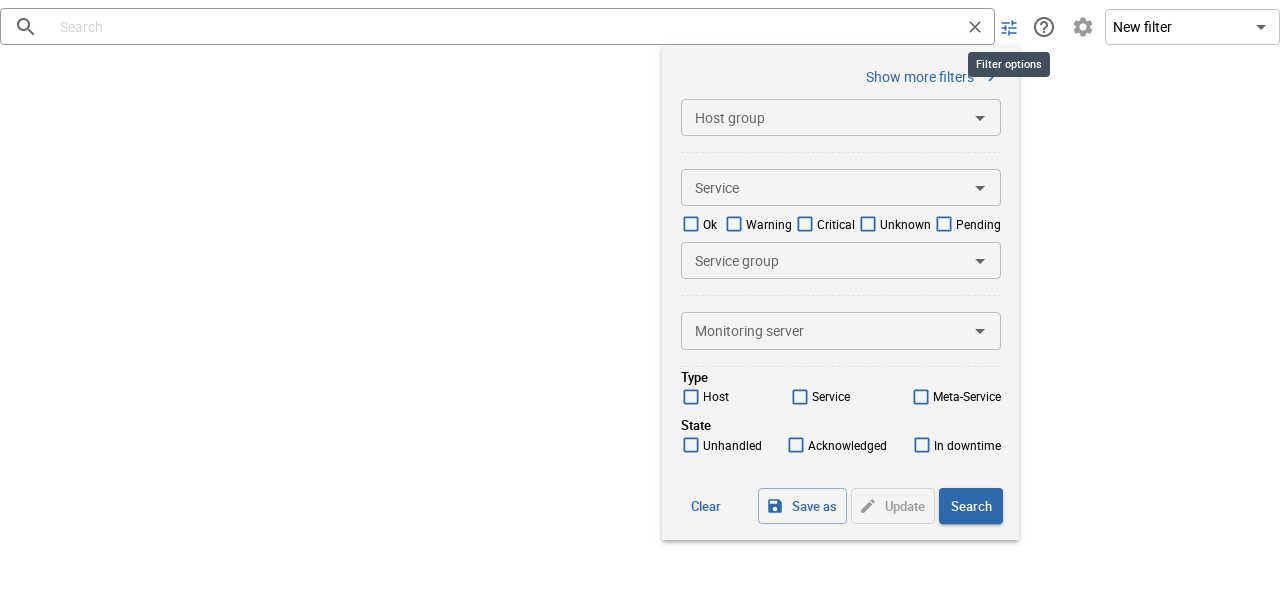 Search
New filter
Filter options
Show more filters
Host group
Service
Ok Warning Critical Unknown Pending
Service group
Monitoring server
Type
Host Service Meta-Service
State
Unhandled Acknowledged In downtime
Clear Save as Update Search